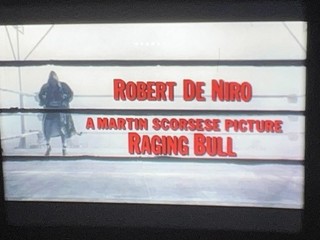 ROBERT DE NIRO
A MARTIN SCORSESE PICTURE
RAGING BULL